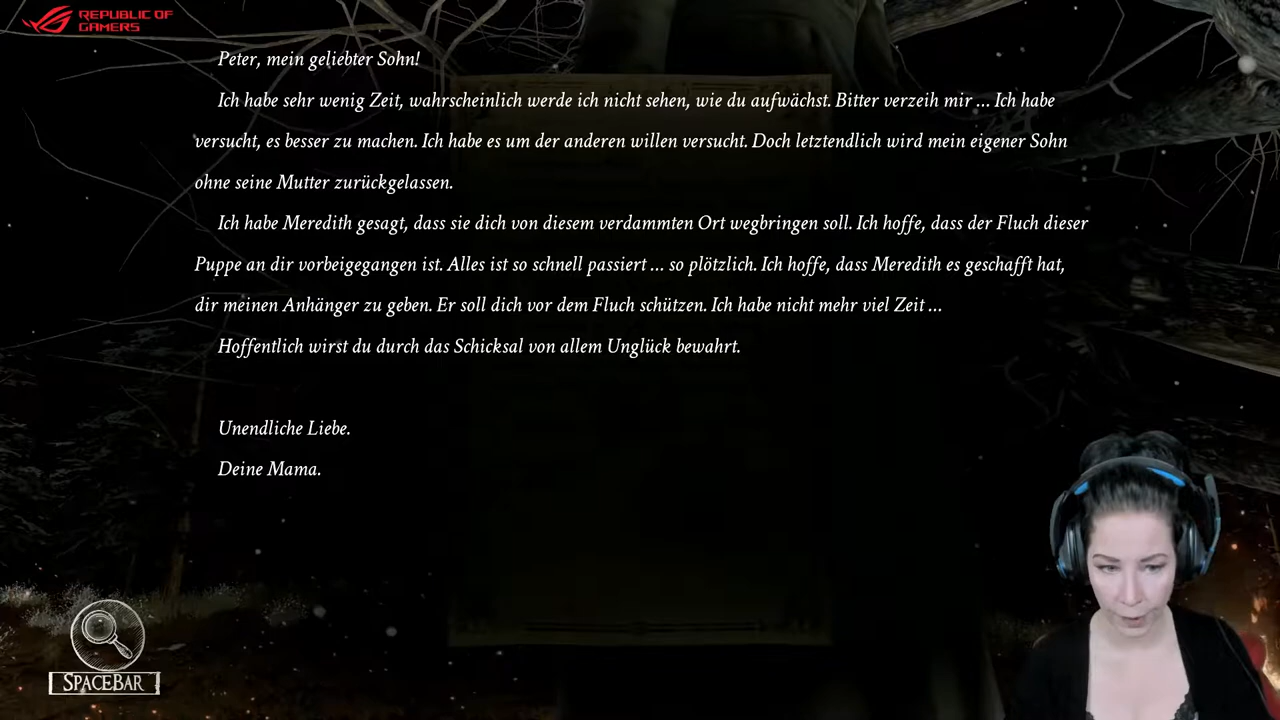 REPUBLIC OF
GAMERS
Peter, mein geliebter Sohn!
Ich habe sehr wenig Zeit, wahrscheinlich werde ich nicht sehen, wie du aufwächst. Bitter verzeih mir ... Ich habe
versucht, es besser zu machen. Ich habe es um der anderen willen versucht. Doch letztendlich wird mein eigener Sohn
ohne seine Mutter zurückgelassen.
Ich habe Meredith gesagt, dass sie dich von diesem verdammten Ort wegbringen soll. Ich hoffe, dass der Fluch dieser
Puppe an dir vorbeigegangen ist. Alles ist so schnell passiert ... so plötzlich. Ich hoffe, dass Meredith es geschafft hat,
dir meinen Anhänger zu geben. Er soll dich vor dem Fluch schützen. Ich habe nicht mehr viel Zeit ...
Hoffentlich wirst du durch das Schicksal von allem Unglück bewahrt.
Unendliche Liebe.
Deine Mama.
SPACEBAR